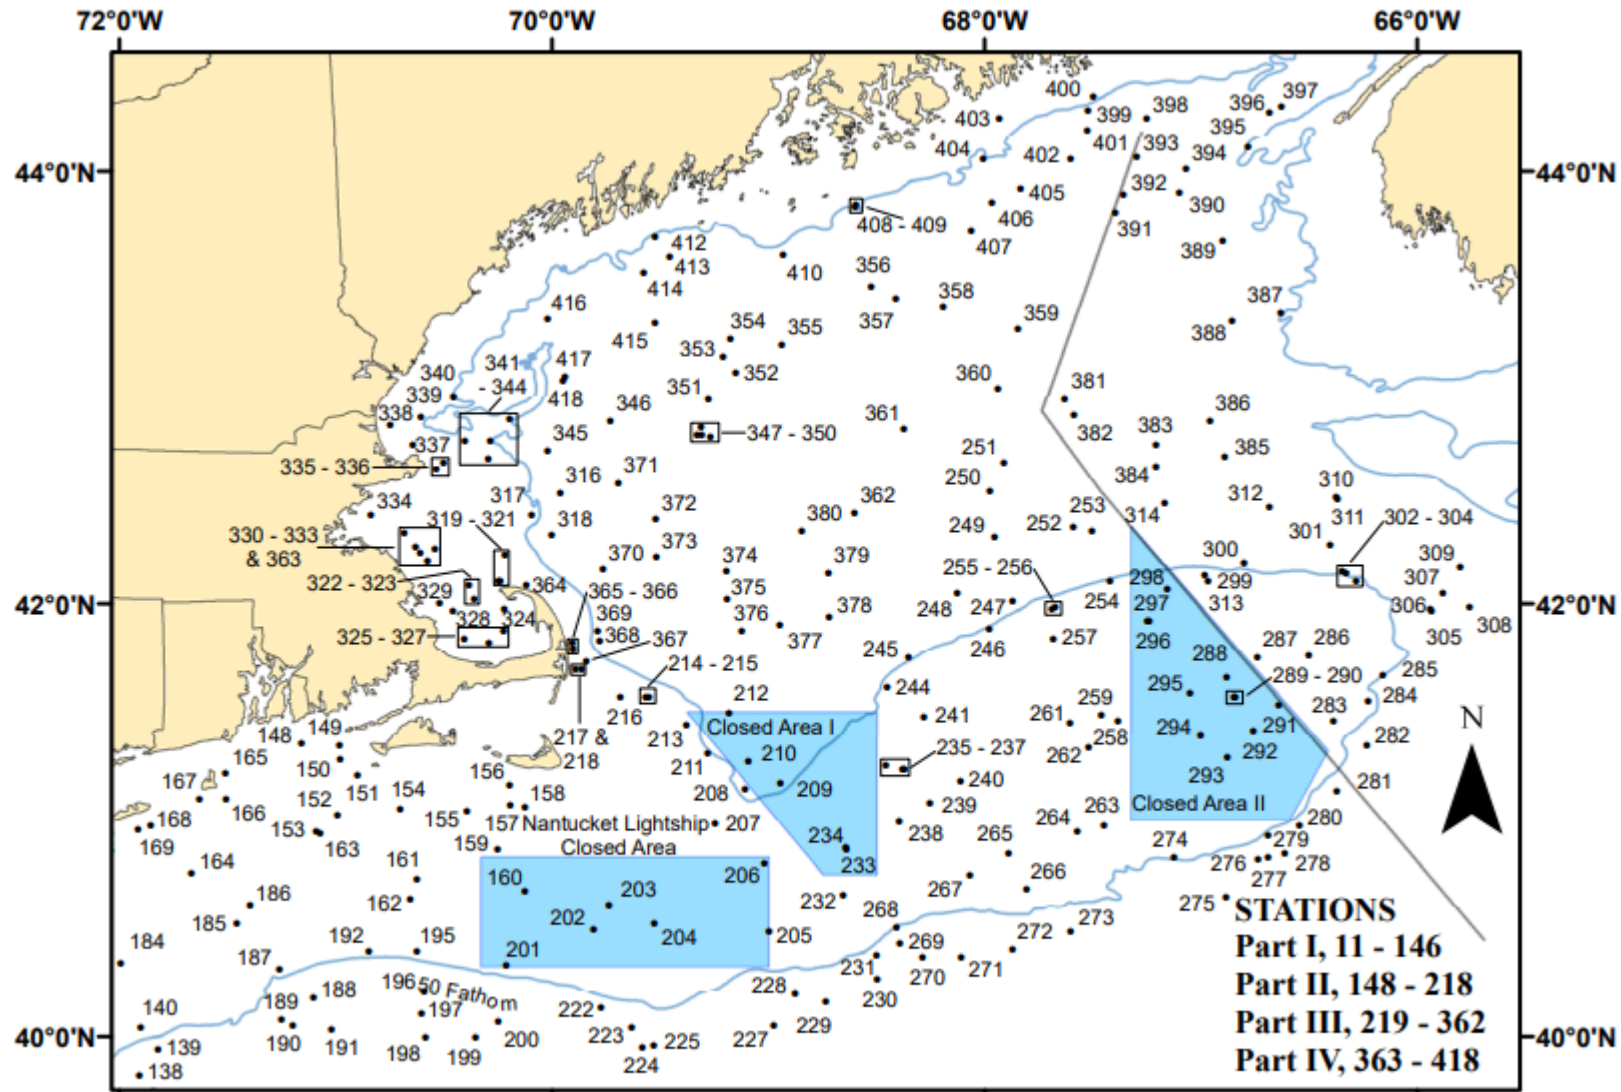 72°0'W 70°0'W 68°0'W 66°0'W
400 397
396
403 399 398
395
404 402 401 393 394
44°0'N 44°0'N
392
405 390
406
408 - 409 391
407 389
412
413 410 356
414
416 358 387
357 359 388
415 354 355
353
417
341 352
340 - 344 360 381
339 418 351
338 346 361 386
382 383
345 347 - 350
337 251 385
335 - 336 371 384
316 250
317 362 310
334 372 253 312
319 - 321 318 380 252 314 311
330 - 333 249 301 302 - 304
& 363 373
370 379 300 309
322 - 323 374 255 - 256
364 298 299 307
329 365 - 366 375
42°0'N 42°0'N
369 378 248 247 254 297 313 306
328 324 376 308
325 - 327 368 305
367 377 246 257 296
245 287 286
214 - 215 288
285
244 295 289 - 290
212 259 284
216 283
149 261 291
148 213 Closed Area I 241 294
217 & 258 N
165 218 210 235 - 237 262 292 282
150 211
156 293
167 154 240 281
151 208 209
152 158 239 Closed Area II
166 155 157 263
168 153 Nantucket Lightship 207 264 280
169 163 159 Closed Area 238 265 274
234 279
161 276 278
164 233 277
160 206 267 266
186 203 275
162 232 268 STATIONS
185 202 273
204 205 Part I, 11 - 146
184 192 195 269 272
187 201 231 270 271 Part II, 148 - 218
196 50 Fathom 228 230
189 188 Part III, 219 - 362
140 197 222
40°0'N 200 223 227 229 40°0'N
139 190 191 198 199 225 Part IV, 363 - 418
138 224